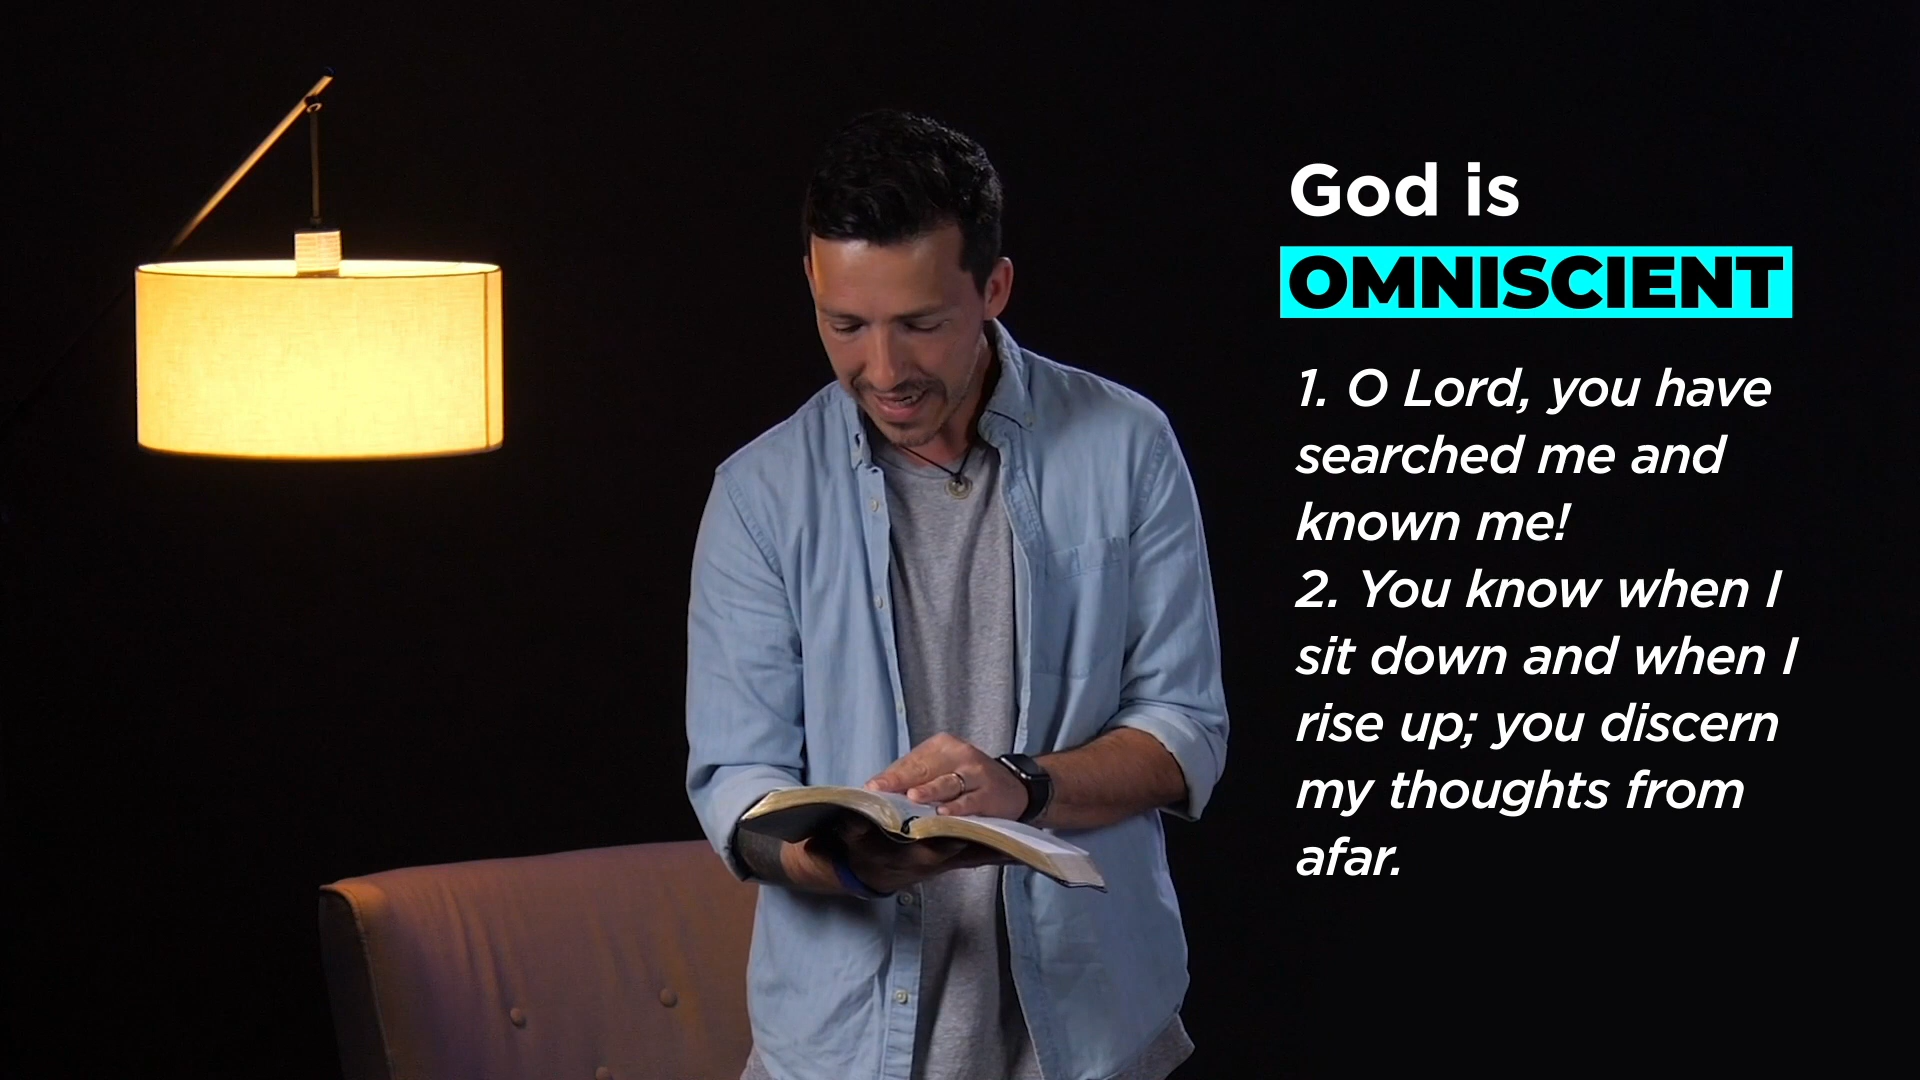 God is
OMNISCIENT
1. O Lord, you have
searched me and
known me!
2. You know when I
sit down and when I
rise up; you discern
my thoughts from
afar.